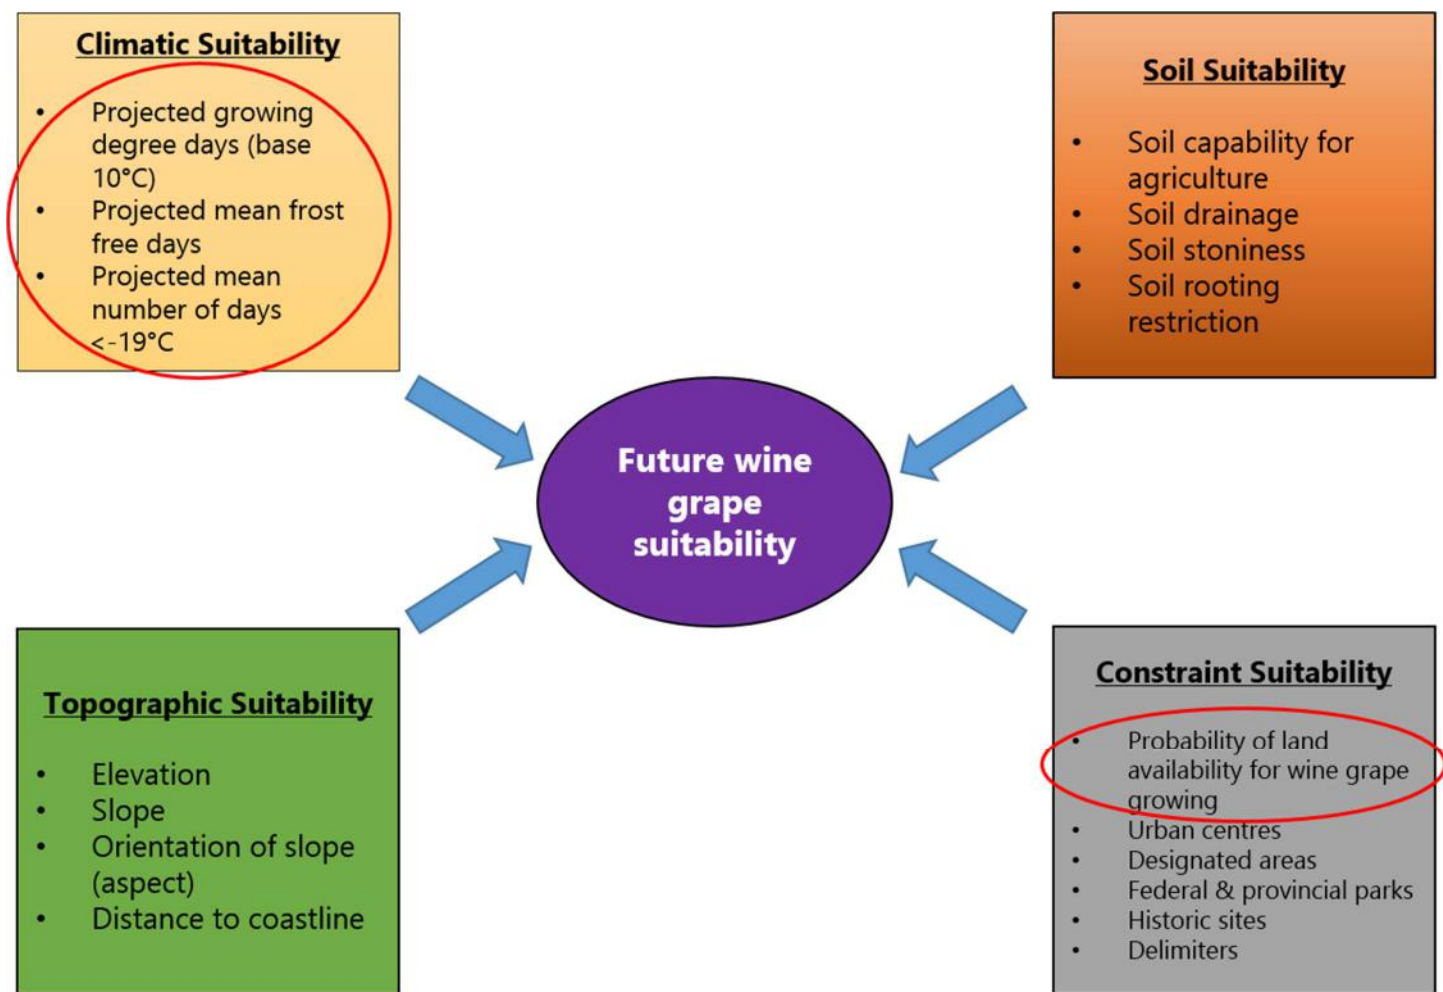 Climatic Suitability
• Projected growing
degree days (base
10°C)
• Projected mean frost
free days
• Projected mean
number of days
<-19°C
Soil Suitability
• Soil capability for
agriculture
• Soil drainage
• Soil stoniness
• Soil rooting
restriction
Future wine
grape
suitability
Topographic Suitability
• Elevation
• Slope
• Orientation of slope
(aspect)
• Distance to coastline
Constraint Suitability
• Probability of land
availability for wine grape
growing
• Urban centres
• Designated areas
• Federal & provincial parks
• Historic sites
• Delimiters